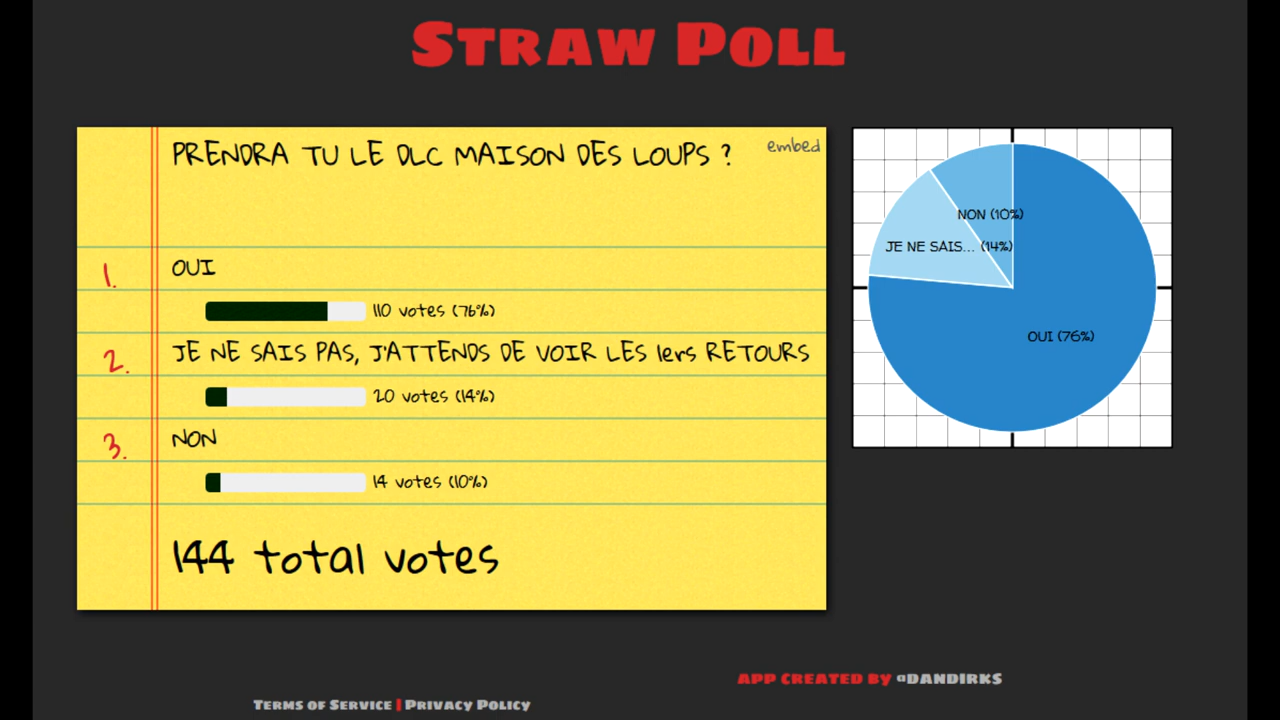 STRAW POLL
PRENDRA TU LE DLC MAISON DES LOUPS ?
embed
1. OUI
110 votes (76%)
2. JE NE SAIS PAS, J'ATTENDS DE VOIR LES 1ers RETOURS
20 votes (14%)
3. NON
14 votes (10%)
144 total votes
NON (10%)
JE NE SAIS... (14%)
OUI (76%)
APP CREATED BY @DANDIRKS
TERMS OF SERVICE | PRIVACY POLICY